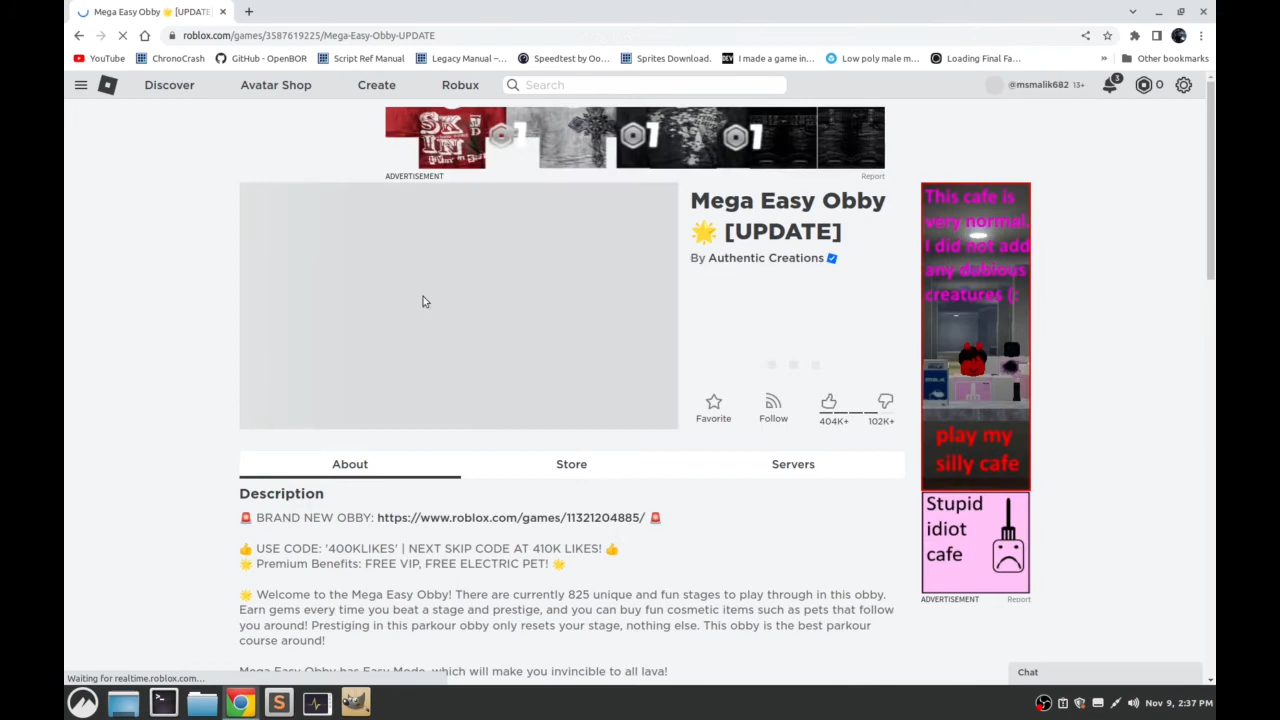 Mega Easy Obby 🌟 [UPDATE]
roblox.com/games/3587619225/Mega-Easy-Obby-UPDATE
YouTube ChronoCrash GitHub - OpenBOR Script Ref Manual Legacy Manual –... Speedtest by Oo... Sprites Download. I made a game in... Low poly male m... Loading Final Fa... » Other bookmarks
Discover Avatar Shop Create Robux Search @msmalik682 13+ 3 0
SK
IN
1 1 1
ADVERTISEMENT Report
Mega Easy Obby
🌟 [UPDATE]
By Authentic Creations
Favorite Follow 404K+ 102K+
This cafe is
very normal.
I did not add
any dubious
creatures (:
play my
silly cafe
Stupid
idiot
cafe
ADVERTISEMENT Report
About Store Servers
Description
🚨 BRAND NEW OBBY: https://www.roblox.com/games/11321204885/ 🚨
👍 USE CODE: '400KLIKES' | NEXT SKIP CODE AT 410K LIKES! 👍
🌟 Premium Benefits: FREE VIP, FREE ELECTRIC PET! 🌟
🌟 Welcome to the Mega Easy Obby! There are currently 825 unique and fun stages to play through in this obby.
Earn gems every time you beat a stage and prestige, and you can buy fun cosmetic items such as pets that follow
you around! Prestiging in this parkour obby only resets your stage, nothing else. This obby is the best parkour
course around!
Mega Easy Obby has Easy Mode, which will make you invincible to all lava!
Chat
Waiting for realtime.roblox.com...
Nov 9, 2:37 PM